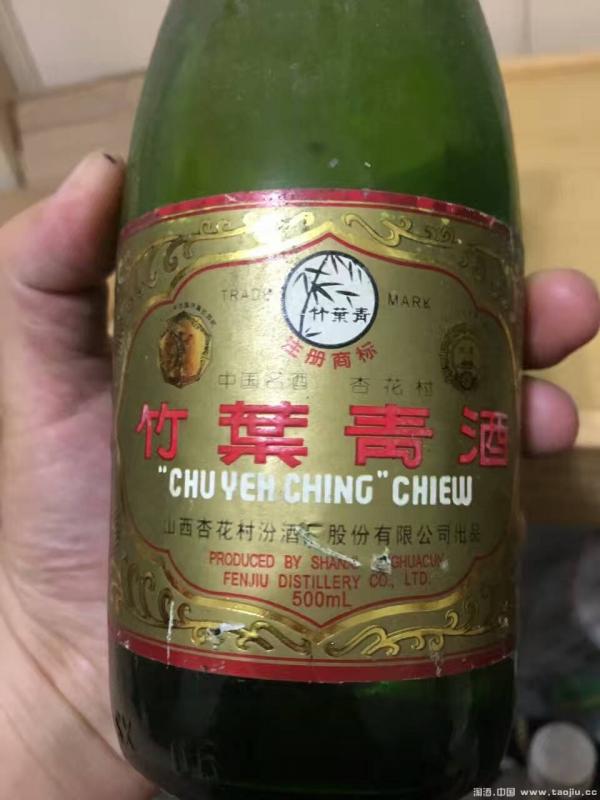 TRADE MARK
竹葉青
注册商标
中国名酒 杏花村
竹葉青酒
"CHU YEH CHING" CHIEW
山西杏花村汾酒厂股份有限公司出品
PRODUCED BY SHANXI
FENJIU DISTILLERY CO., LTD.
500mL
淘酒.中国 www.taojiu.cc